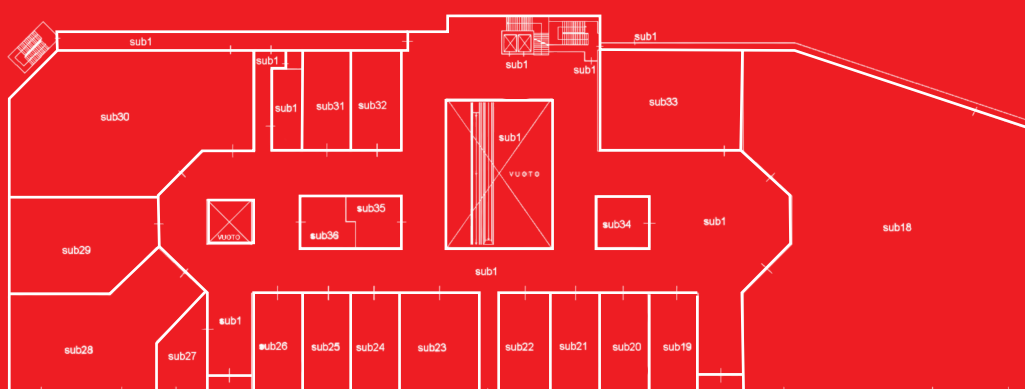 sub1
sub1
sub1
sub1
sub1
sub30
sub1
sub31
sub32
sub33
sub1
VUOTO
sub35
sub36
sub34
sub1
sub18
VUOTO
sub29
sub1
sub1
sub28
sub27
sub26
sub25
sub24
sub23
sub22
sub21
sub20
sub19